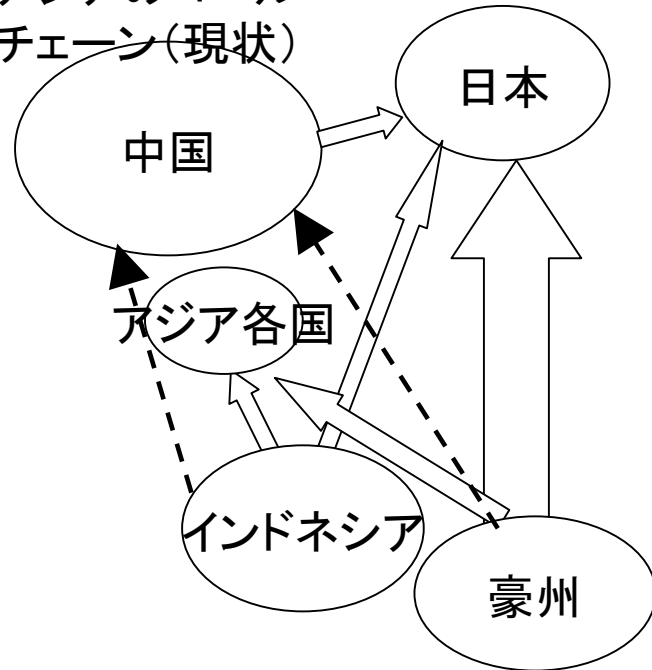 チェーン（現状）
日本
中国
アジア各国
インドネシア
豪州